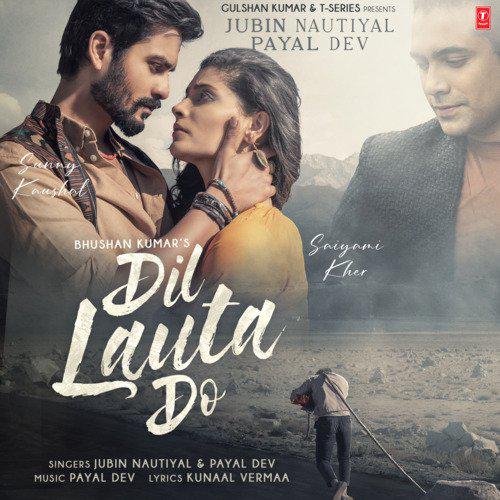 GULSHAN KUMAR & T-SERIES PRESENTS
JUBIN NAUTIYAL
PAYAL DEV
T-Series
Sunny
Kaushal
Saiyami
Kher
BHUSHAN KUMAR'S
Dil
Lauta
Do
SINGERS JUBIN NAUTIYAL & PAYAL DEV
MUSIC PAYAL DEV LYRICS KUNAAL VERMAA